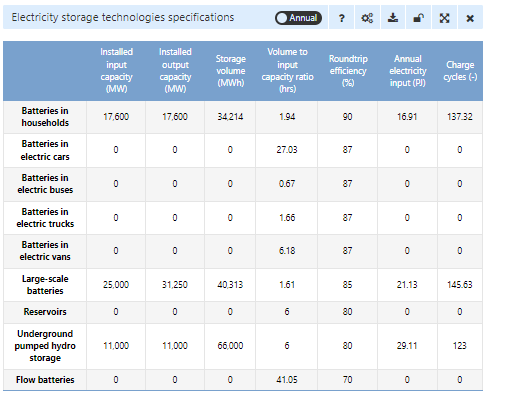 Electricity storage technologies specifications Annual ?
Installed input capacity (MW) Installed output capacity (MW) Storage volume (MWh) Volume to input capacity ratio (hrs) Roundtrip efficiency (%) Annual electricity input (PJ) Charge cycles (-)
Batteries in households 17,600 17,600 34,214 1.94 90 16.91 137.32
Batteries in electric cars 0 0 0 27.03 87 0 0
Batteries in electric buses 0 0 0 0.67 87 0 0
Batteries in electric trucks 0 0 0 1.66 87 0 0
Batteries in electric vans 0 0 0 6.18 87 0 0
Large-scale batteries 25,000 31,250 40,313 1.61 85 21.13 145.63
Reservoirs 0 0 0 6 80 0 0
Underground pumped hydro storage 11,000 11,000 66,000 6 80 29.11 123
Flow batteries 0 0 0 41.05 70 0 0